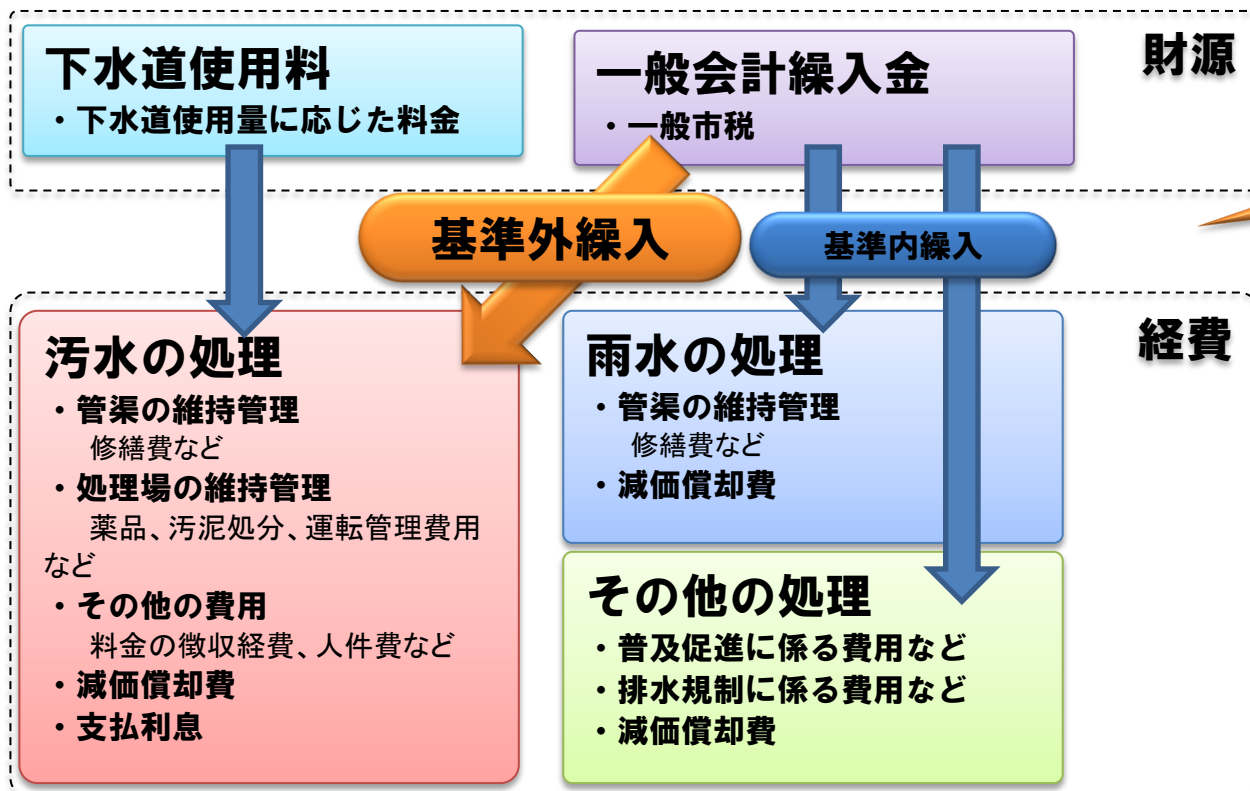 下水道使用料
・下水道使用量に応じた料金
一般会計繰入金
・一般市税
財源
基準外繰入
基準内繰入
経費
汚水の処理
・管渠の維持管理
修繕費など
・処理場の維持管理
薬品、汚泥処分、運転管理費用
など
・その他の費用
料金の徴収経費、人件費など
・減価償却費
・支払利息
雨水の処理
・管渠の維持管理
修繕費など
・減価償却費
その他の処理
・普及促進に係る費用など
・排水規制に係る費用など
・減価償却費